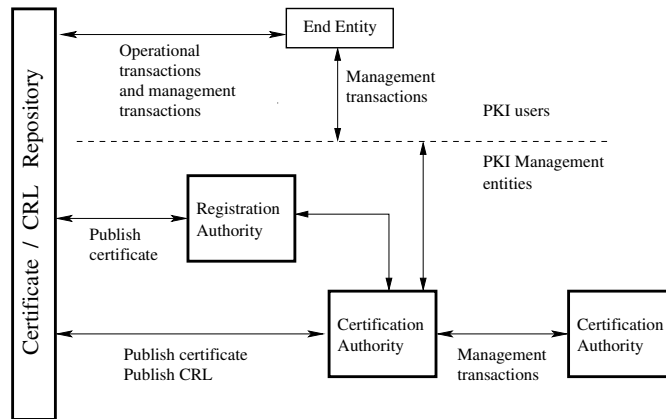 Certificate / CRL Repository
End Entity
Operational
transactions
and management
transactions
Management
transactions
PKI users
PKI Management
entities
Registration
Authority
Publish
certificate
Certification
Authority
Publish certificate
Publish CRL
Management
transactions
Certification
Authority